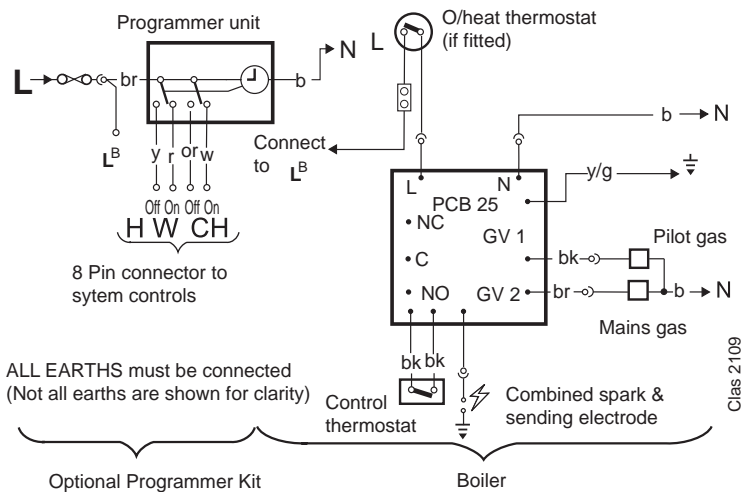 Programmer unit
O/heat thermostat
(if fitted)
L
N
L
br
b
L^B
y
r
or
w
Off On Off On
H W CH
8 Pin connector to
sytem controls
Connect
to L^B
b
N
L
N
y/g
PCB 25
NC
GV 1
C
bk
Pilot gas
NO
GV 2
br
b
N
Mains gas
bk bk
Control
thermostat
Combined spark &
sending electrode
ALL EARTHS must be connected
(Not all earths are shown for clarity)
Clas 2109
Optional Programmer Kit
Boiler